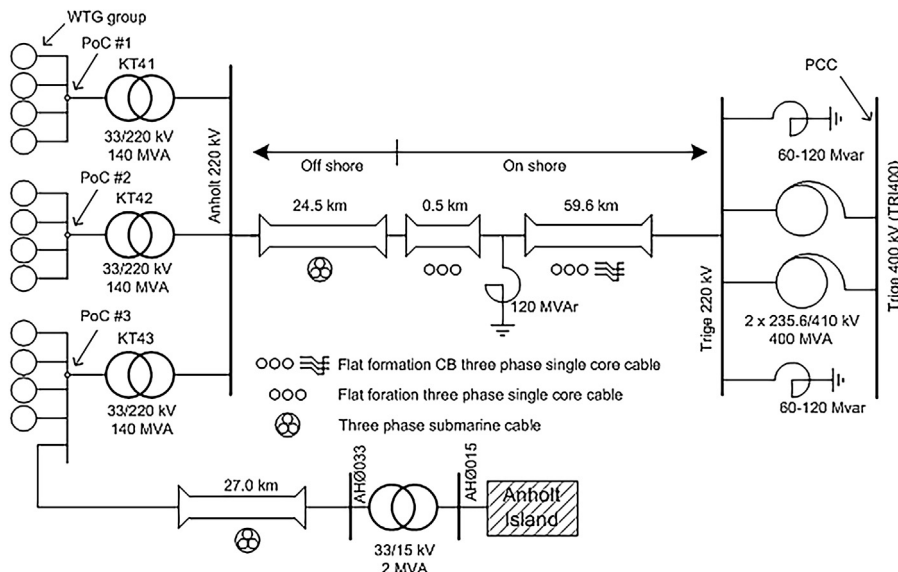 WTG group
PoC #1
KT41
33/220 kV
140 MVA
PoC #2
KT42
33/220 kV
140 MVA
PoC #3
KT43
33/220 kV
140 MVA
Anholt 220 kV
Off shore
On shore
24.5 km
0.5 km
59.6 km
120 MVAr
Flat formation CB three phase single core cable
Flat foration three phase single core cable
Three phase submarine cable
Trige 220 kV
PCC
60-120 Mvar
2 x 235.6/410 kV
400 MVA
60-120 Mvar
Trige 400 kV (TRI400)
27.0 km
AHØ033
33/15 kV
2 MVA
AHØ015
Anholt
Island